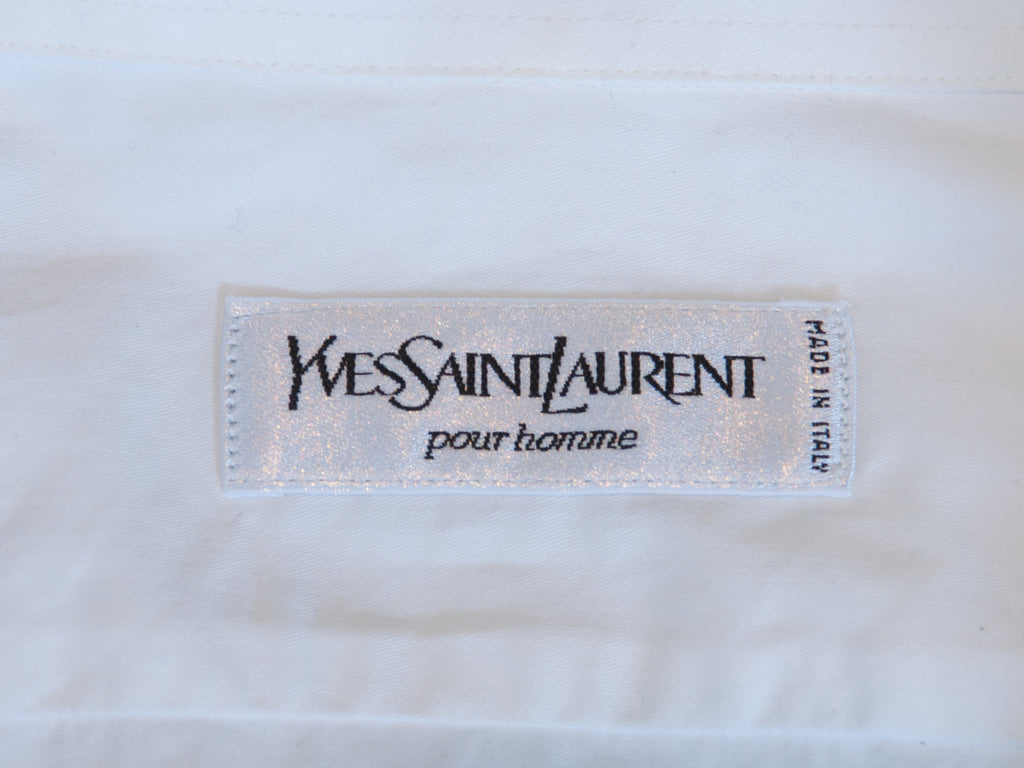 YVESSAINTLAURENT
pour homme
MADE IN ITALY